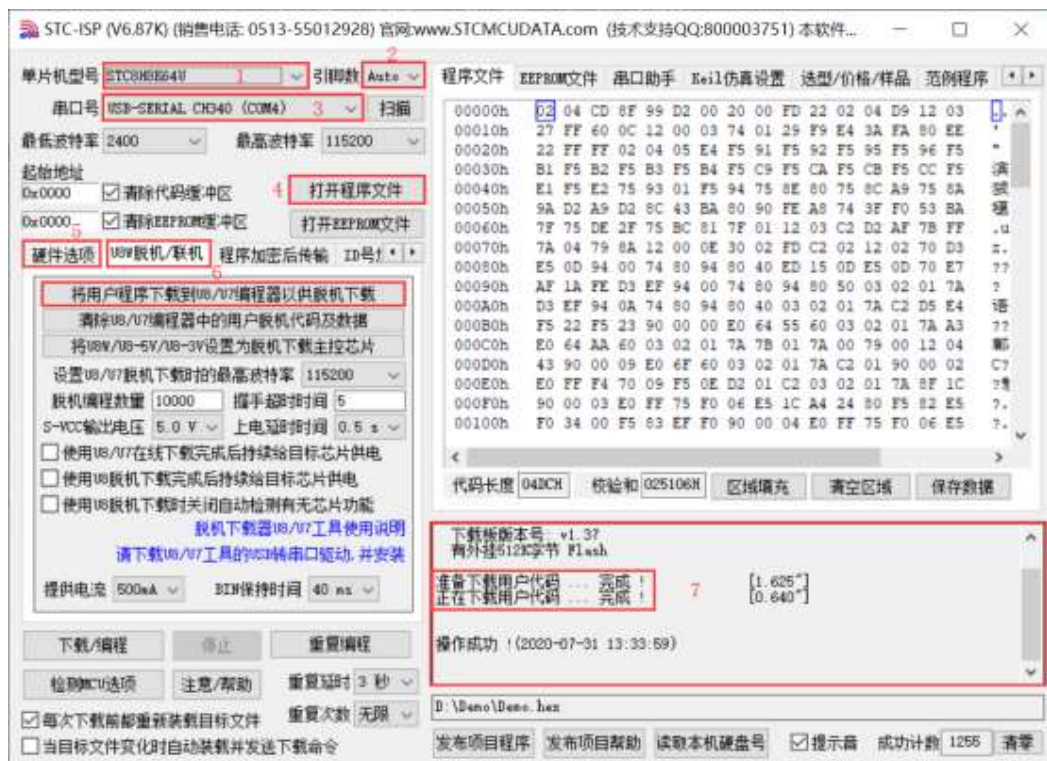 STC-ISP (V6.87K) (销售电话: 0513-55012928) 官网:www.STCMCUDATA.com (技术支持QQ:800003751) 本软件...
单片机型号 STC8H8K64U 1 引脚数 Auto 2
串口号 USB-SERIAL CH340 (COM4) 3 扫描
最低波特率 2400 最高波特率 115200
起始地址
0x0000 清除代码缓冲区 4 打开程序文件
0x0000 清除EEPROM缓冲区 打开EEPROM文件
5
硬件选项 U8W脱机/联机 程序加密后传输 ID号
6
将用户程序下载到U8/U7编程器以供脱机下载
清除U8/U7编程器中的用户脱机代码及数据
将U8W/U8-5V/U8-3V设置为脱机下载主控芯片
设置U8/U7脱机下载时的最高波特率 115200
脱机编程数量 10000 握手超时时间 5
S-VCC输出电压 5.0 V 上电延时时间 0.5 s
使用U8/U7在线下载完成后持续给目标芯片供电
使用U8脱机下载完成后持续给目标芯片供电
使用U8脱机下载时关闭自动检测有无芯片功能
脱机下载器U8/U7工具使用说明
请下载U8/U7工具的USB转串口驱动,并安装
提供电流 500mA BIN保持时间 40 ms
下载/编程 停止 重复编程
检测MCU选项 注意/帮助 重复延时 3 秒
每次下载前都重新装载目标文件 重复次数 无限
当目标文件变化时自动装载并发送下载命令
程序文件 EEPROM文件 串口助手 Keil仿真设置 选型/价格/样品 范例程序
00000h 02 04 CD 8F 99 D2 00 20 00 FD 22 02 04 D9 12 03
00010h 27 FF 60 0C 12 00 03 74 01 29 F9 E4 3A FA 80 EE
00020h 22 FF FF 02 04 05 E4 F5 91 F5 92 F5 95 F5 96 F5
00030h B1 F5 B2 F5 B3 F5 B4 F5 C9 F5 CA F5 CB F5 CC F5
00040h E1 F5 E2 75 93 01 F5 94 75 8E 80 75 8C A9 75 8A
00050h 9A D2 A9 D2 8C 43 BA 80 90 FE A8 74 3F F0 53 BA
00060h 7F 75 DE 2F 75 BC 81 7F 01 12 03 C2 D2 AF 7B FF
00070h 7A 04 79 8A 12 00 0E 30 02 FD C2 02 12 02 70 D3
00080h E5 0D 94 00 74 80 94 80 40 ED 15 0D E5 0D 70 E7
00090h AF 1A FE D3 EF 94 00 74 80 94 80 50 03 02 01 7A
000A0h D3 EF 94 0A 74 80 94 80 40 03 02 01 7A C2 D5 E4
000B0h F5 22 F5 23 90 00 00 E0 64 55 60 03 02 01 7A A3
000C0h E0 64 AA 60 03 02 01 7A 7B 01 7A 00 79 00 12 04
000D0h 43 90 00 09 E0 6F 60 03 02 01 7A C2 01 90 00 02
000E0h E0 FF F4 70 09 F5 0E D2 01 C2 03 02 01 7A 8F 1C
000F0h 90 00 03 E0 FF 75 F0 06 E5 1C A4 24 80 F5 82 E5
00100h F0 34 00 F5 83 EF F0 90 00 04 E0 FF 75 F0 06 E5
代码长度 04DCH 校验和 025106H 区域填充 清空区域 保存数据
下载板版本号: v1.37
有外挂512K字节 Flash
准备下载用户代码 ... 完成 ! [1.625"]
正在下载用户代码 ... 完成 ! 7 [0.640"]
操作成功 !(2020-07-31 13:33:59)
D:\Demo\Demo.hex
发布项目程序 发布项目帮助 读取本机硬盘号 提示音 成功计数 1255 清零